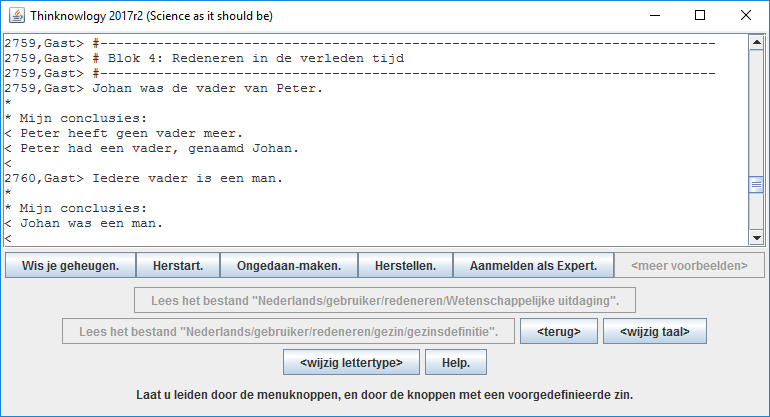 Thinknowlogy 2017r2 (Science as it should be)
2759,Gast> #-----------------------------------------------------------------------------
2759,Gast> # Blok 4: Redeneren in de verleden tijd
2759,Gast> #-----------------------------------------------------------------------------
2759,Gast> Johan was de vader van Peter.
*
* Mijn conclusies:
< Peter heeft geen vader meer.
< Peter had een vader, genaamd Johan.
<
2760,Gast> Iedere vader is een man.
*
* Mijn conclusies:
< Johan was een man.
<
Wis je geheugen. Herstart. Ongedaan-maken. Herstellen. Aanmelden als Expert. <meer voorbeelden>
Lees het bestand "Nederlands/gebruiker/redeneren/Wetenschappelijke uitdaging".
Lees het bestand "Nederlands/gebruiker/redeneren/gezin/gezinsdefinitie". <terug> <wijzig taal>
<wijzig lettertype> Help.
Laat u leiden door de menuknoppen, en door de knoppen met een voorgedefinieerde zin.